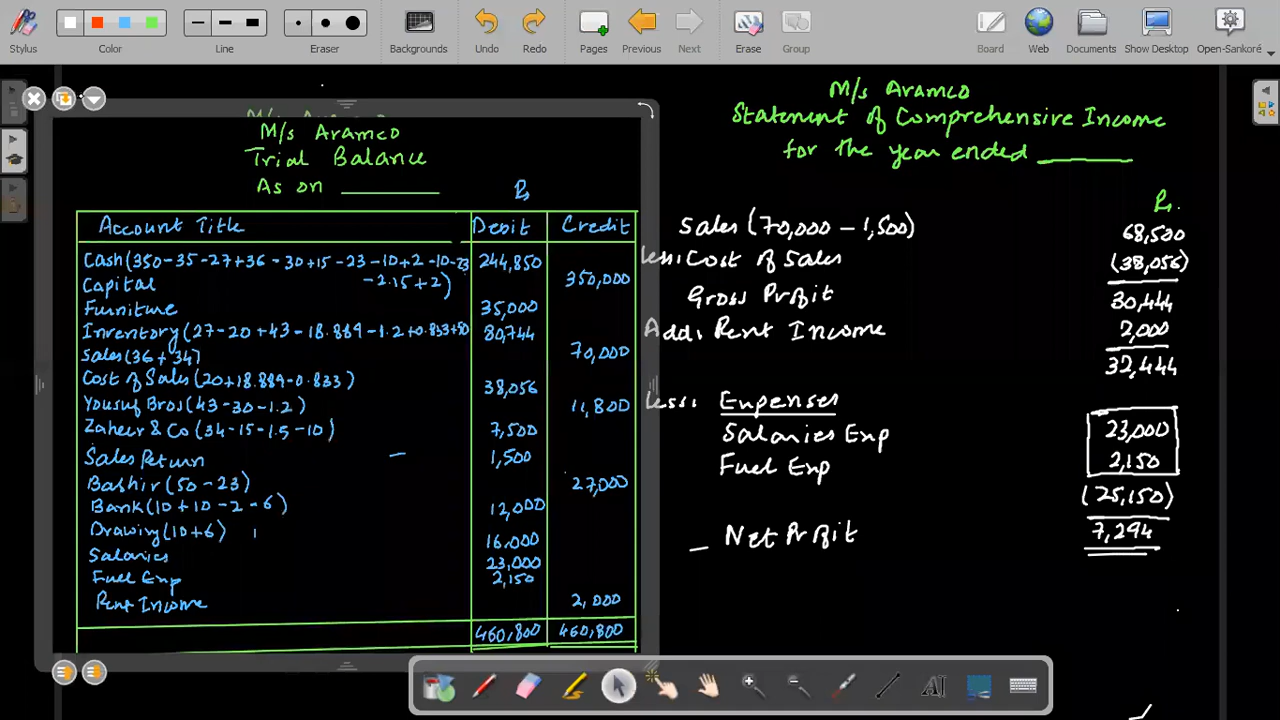 Stylus
Color
Line
Eraser
Backgrounds
Undo
Redo
Pages
Previous
Next
Erase
Group
Board
Web
Documents
Show Desktop
Open-Sankoré
M/s Aramco
Trial Balance
As on ________
Rs
Account Title Debit Credit
Cash(350-35-27+36-30+15-23-10+2-10-23 244,850
-2.15+2)
Capital 350,000
Furniture 35,000
Inventory(27-20+43-18.889-1.2+0.833+50 80,744
Sales(36+34) 70,000
Cost of Sales(20+18.889-0.833) 38,056
Yousuf Bros(43-30-1.2) 11,800
Zaheer & Co(34-15-1.5-10) 7,500
Sales Return 1,500
Bashir(50-23) 27,000
Bank(10+10-2-6) 12,000
Drawing(10+6) 16,000
Salaries 23,000
Fuel Exp 2,150
Rent Income 2,000
460,800 460,800
M/s Aramco
Statement of Comprehensive Income
for the year ended ________
Rs.
Sales (70,000-1,500) 68,500
Less: Cost of Sales (38,056)
Gross Profit 30,444
Add: Rent Income 2,000
32,444
Less: Expenses
Salaries Exp 23,000
Fuel Exp 2,150
(25,150)
Net Profit 7,294